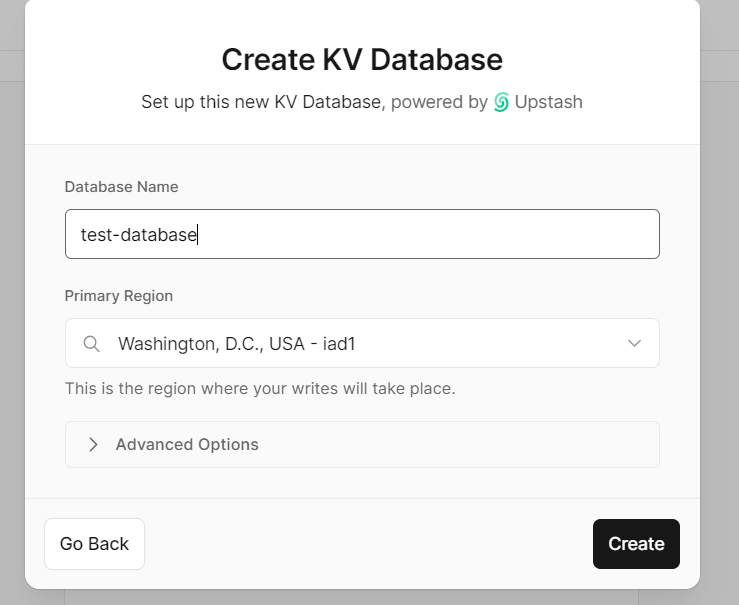 Create KV Database
Set up this new KV Database, powered by Upstash
Database Name
test-database
Primary Region
Washington, D.C., USA - iad1
This is the region where your writes will take place.
Advanced Options
Go Back
Create